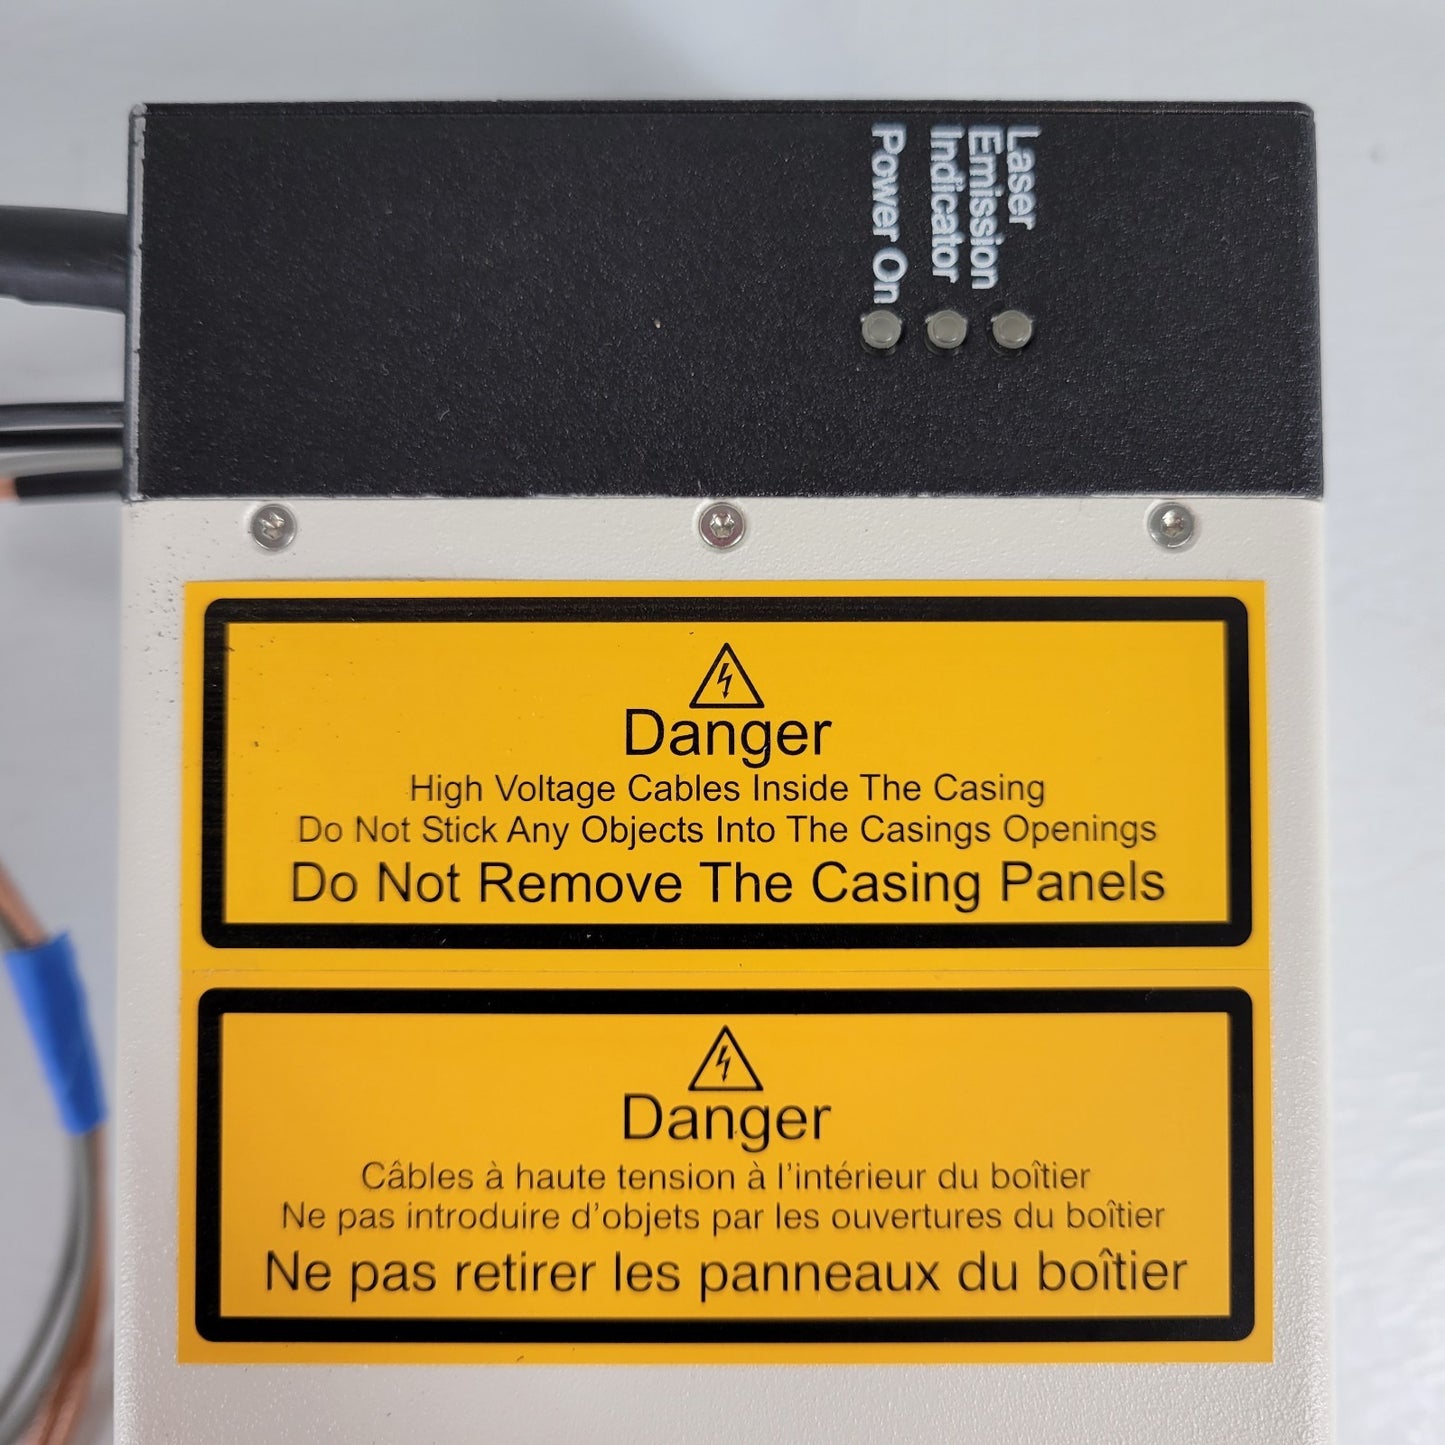 Laser
Emission
Indicator
Power On
Danger
High Voltage Cables Inside The Casing
Do Not Stick Any Objects Into The Casings Openings
Do Not Remove The Casing Panels
Danger
Câbles à haute tension à l'intérieur du boîtier
Ne pas introduire d'objets par les ouvertures du boîtier
Ne pas retirer les panneaux du boîtier